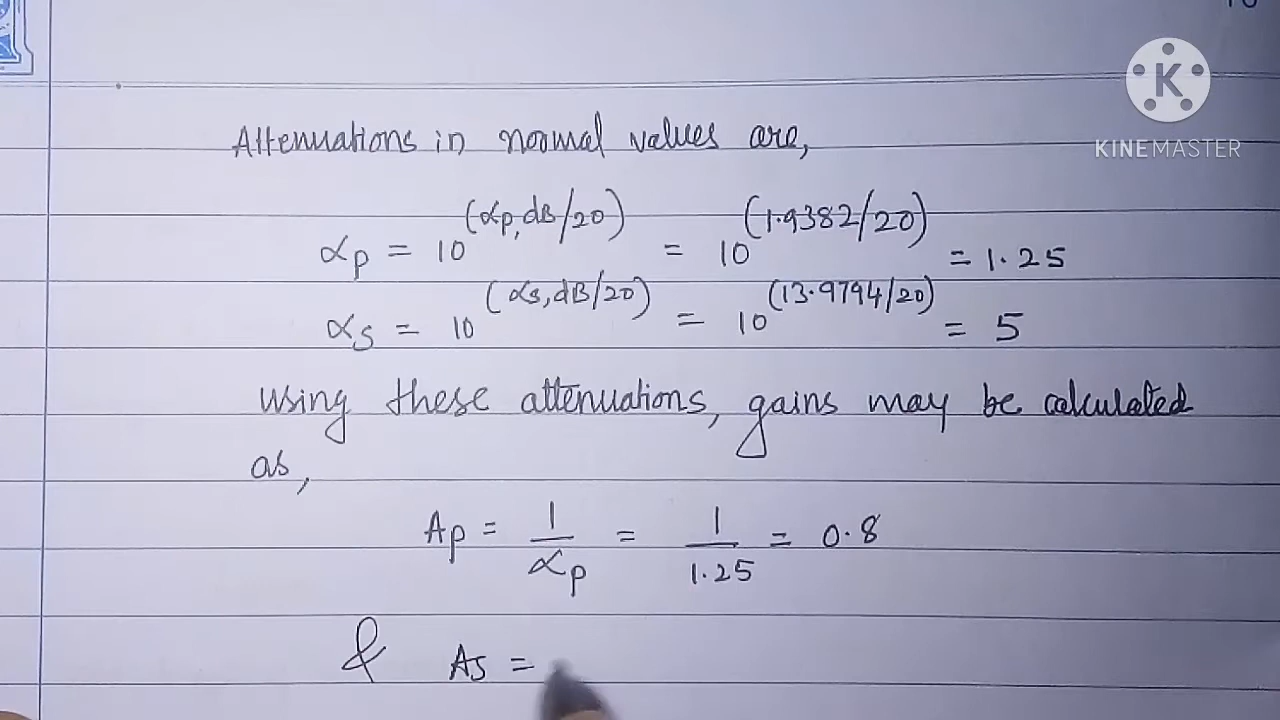 KINEMASTER
Attenuations in normal values are,
αp = 10^(αp,dB/20) = 10^(1.9382/20) = 1.25
αs = 10^(αs,dB/20) = 10^(13.9794/20) = 5
using these attenuations, gains may be calculated
as,
Ap = 1/αp = 1/1.25 = 0.8
& As =